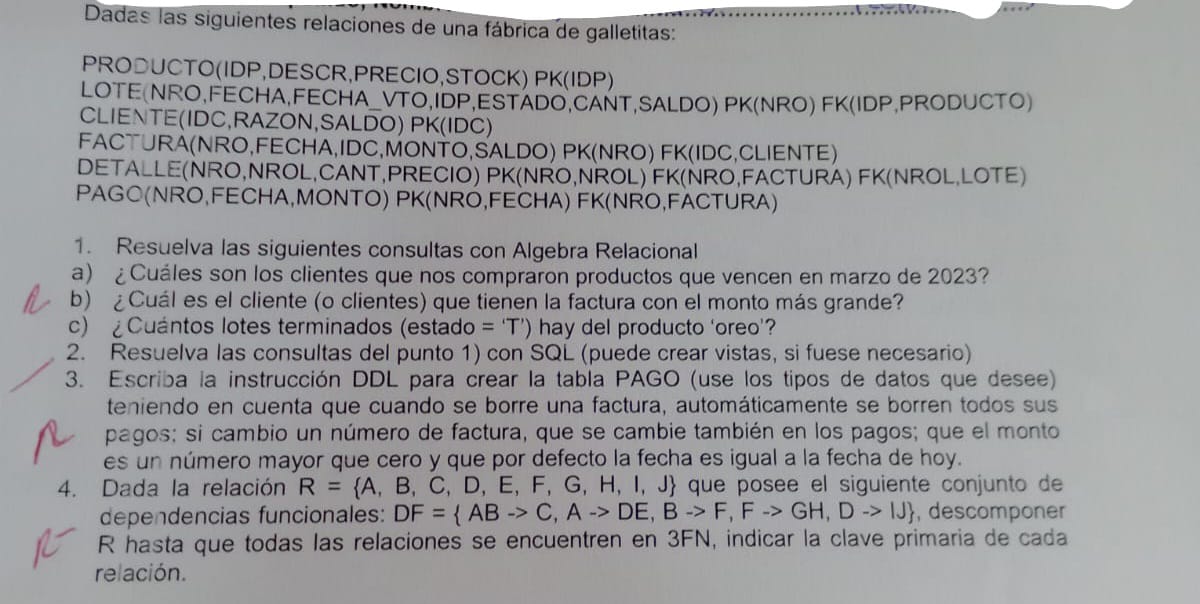 Dadas las siguientes relaciones de una fábrica de galletitas:
PRODUCTO(IDP,DESCR,PRECIO,STOCK) PK(IDP)
LOTE(NRO,FECHA,FECHA_VTO,IDP,ESTADO,CANT,SALDO) PK(NRO) FK(IDP,PRODUCTO)
CLIENTE(IDC,RAZON,SALDO) PK(IDC)
FACTURA(NRO,FECHA,IDC,MONTO,SALDO) PK(NRO) FK(IDC,CLIENTE)
DETALLE(NRO,NROL,CANT,PRECIO) PK(NRO,NROL) FK(NRO,FACTURA) FK(NROL,LOTE)
PAGO(NRO,FECHA,MONTO) PK(NRO,FECHA) FK(NRO,FACTURA)
1. Resuelva las siguientes consultas con Algebra Relacional
a) ¿Cuáles son los clientes que nos compraron productos que vencen en marzo de 2023?
b) ¿Cuál es el cliente (o clientes) que tienen la factura con el monto más grande?
c) ¿Cuántos lotes terminados (estado = 'T') hay del producto 'oreo'?
2. Resuelva las consultas del punto 1) con SQL (puede crear vistas, si fuese necesario)
3. Escriba la instrucción DDL para crear la tabla PAGO (use los tipos de datos que desee)
teniendo en cuenta que cuando se borre una factura, automáticamente se borren todos sus
pagos; si cambio un número de factura, que se cambie también en los pagos; que el monto
es un número mayor que cero y que por defecto la fecha es igual a la fecha de hoy.
4. Dada la relación R = {A, B, C, D, E, F, G, H, I, J} que posee el siguiente conjunto de
dependencias funcionales: DF = { AB -> C, A -> DE, B -> F, F -> GH, D -> IJ}, descomponer
R hasta que todas las relaciones se encuentren en 3FN, indicar la clave primaria de cada
relación.